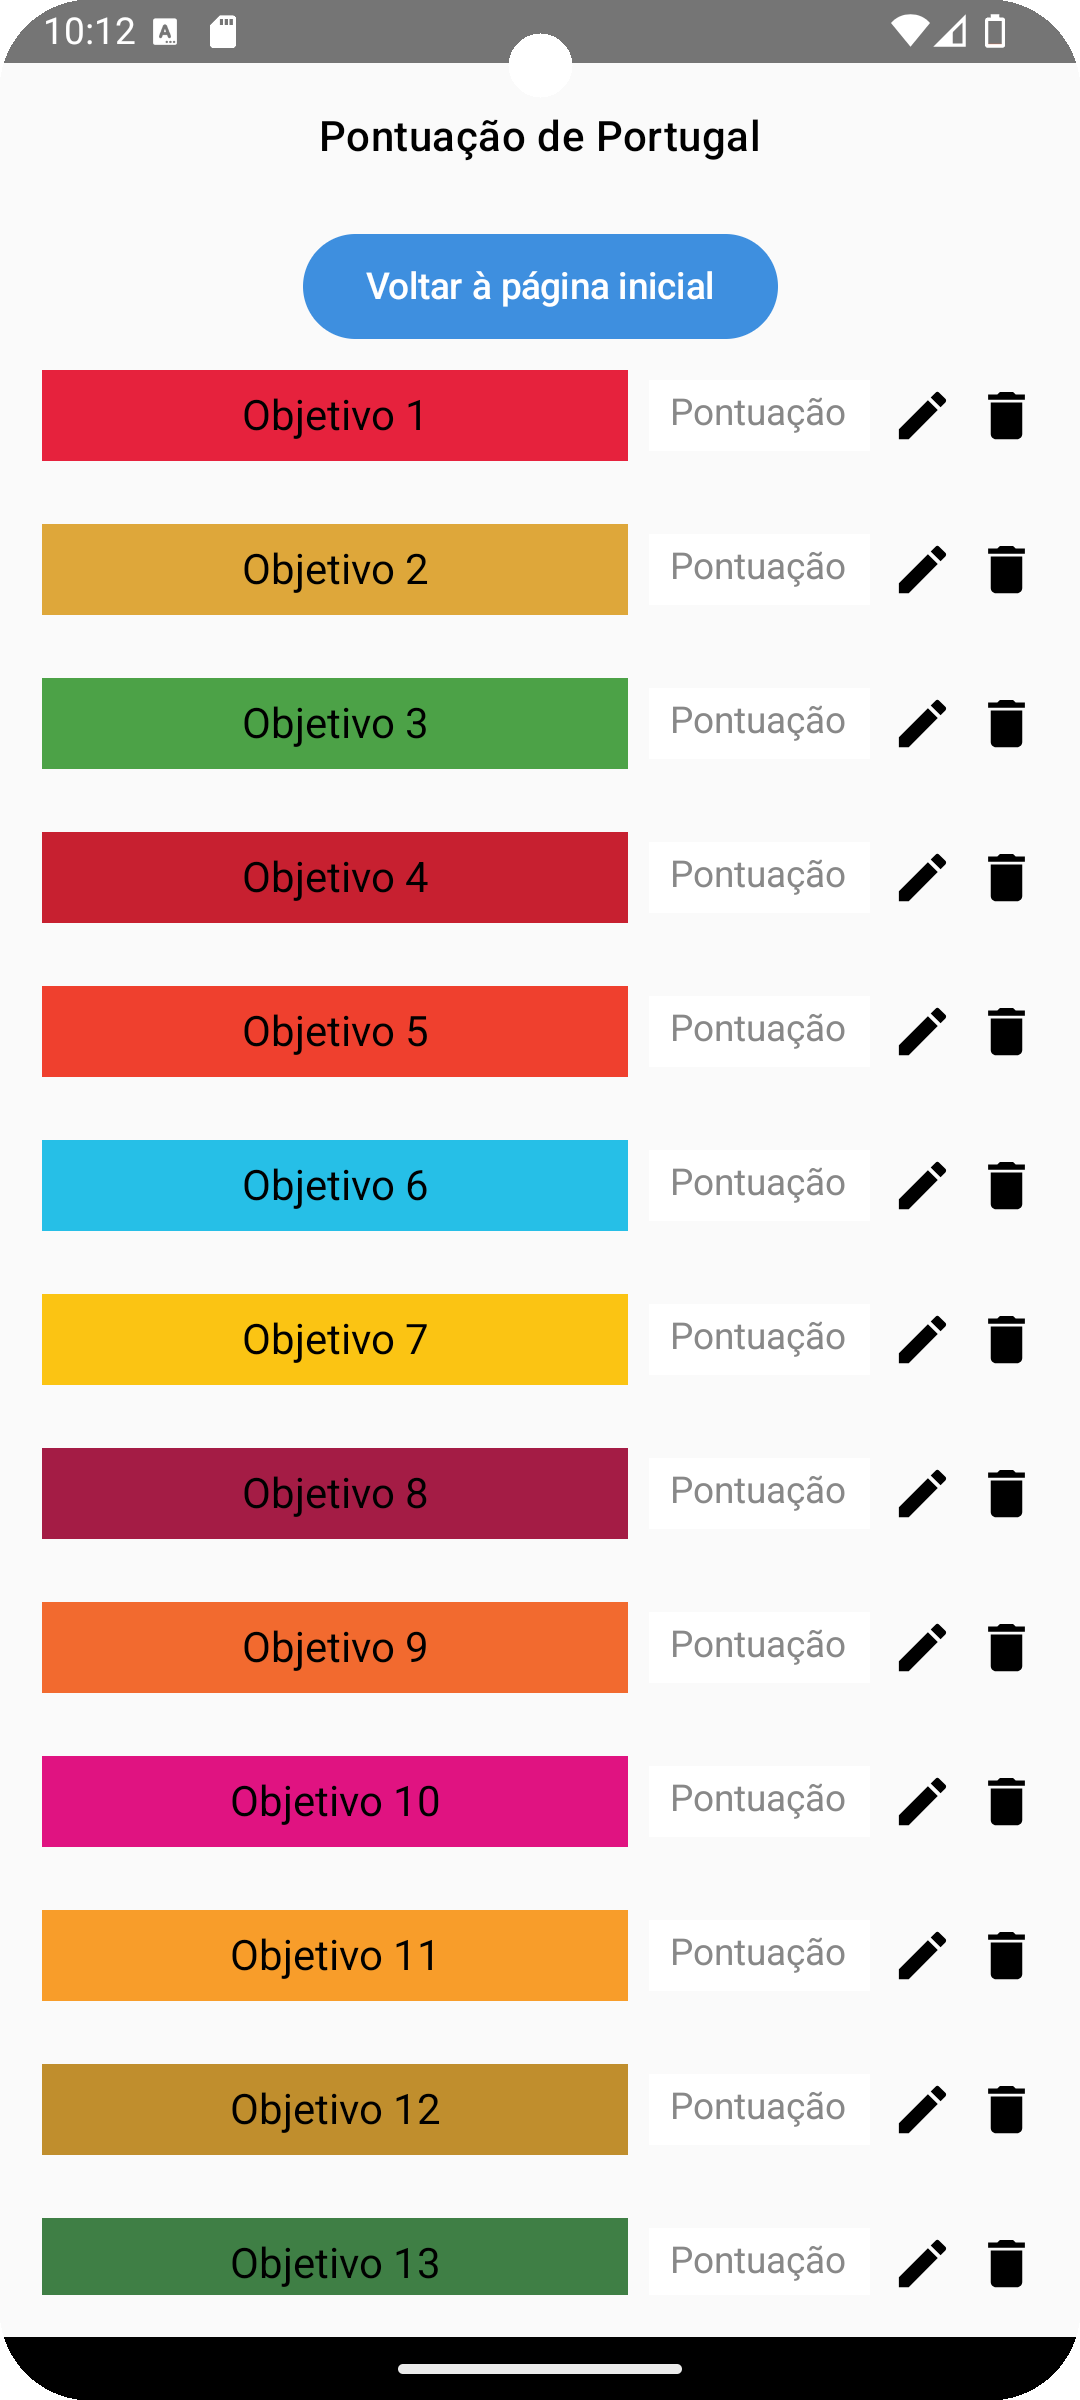 10:12
Pontuação de Portugal
Voltar à página inicial
Objetivo 1 Pontuação
Objetivo 2 Pontuação
Objetivo 3 Pontuação
Objetivo 4 Pontuação
Objetivo 5 Pontuação
Objetivo 6 Pontuação
Objetivo 7 Pontuação
Objetivo 8 Pontuação
Objetivo 9 Pontuação
Objetivo 10 Pontuação
Objetivo 11 Pontuação
Objetivo 12 Pontuação
Objetivo 13 Pontuação